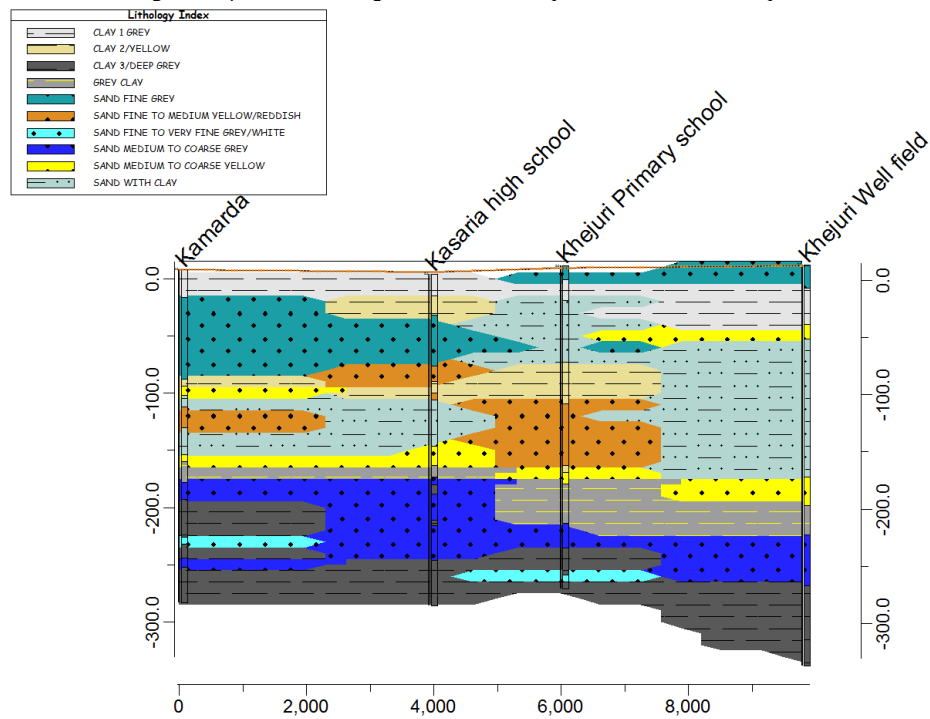 Lithology Index
CLAY 1 GREY
CLAY 2/YELLOW
CLAY 3/DEEP GREY
GREY CLAY
SAND FINE GREY
SAND FINE TO MEDIUM YELLOW/REDDISH
SAND FINE TO VERY FINE GREY/WHITE
SAND MEDIUM TO COARSE GREY
SAND MEDIUM TO COARSE YELLOW
SAND WITH CLAY
Kamarda
Kasaria high school
Khejuri Primary school
Khejuri Well field
0.0
-100.0
-200.0
-300.0
0.0
-100.0
-200.0
-300.0
0 2,000 4,000 6,000 8,000